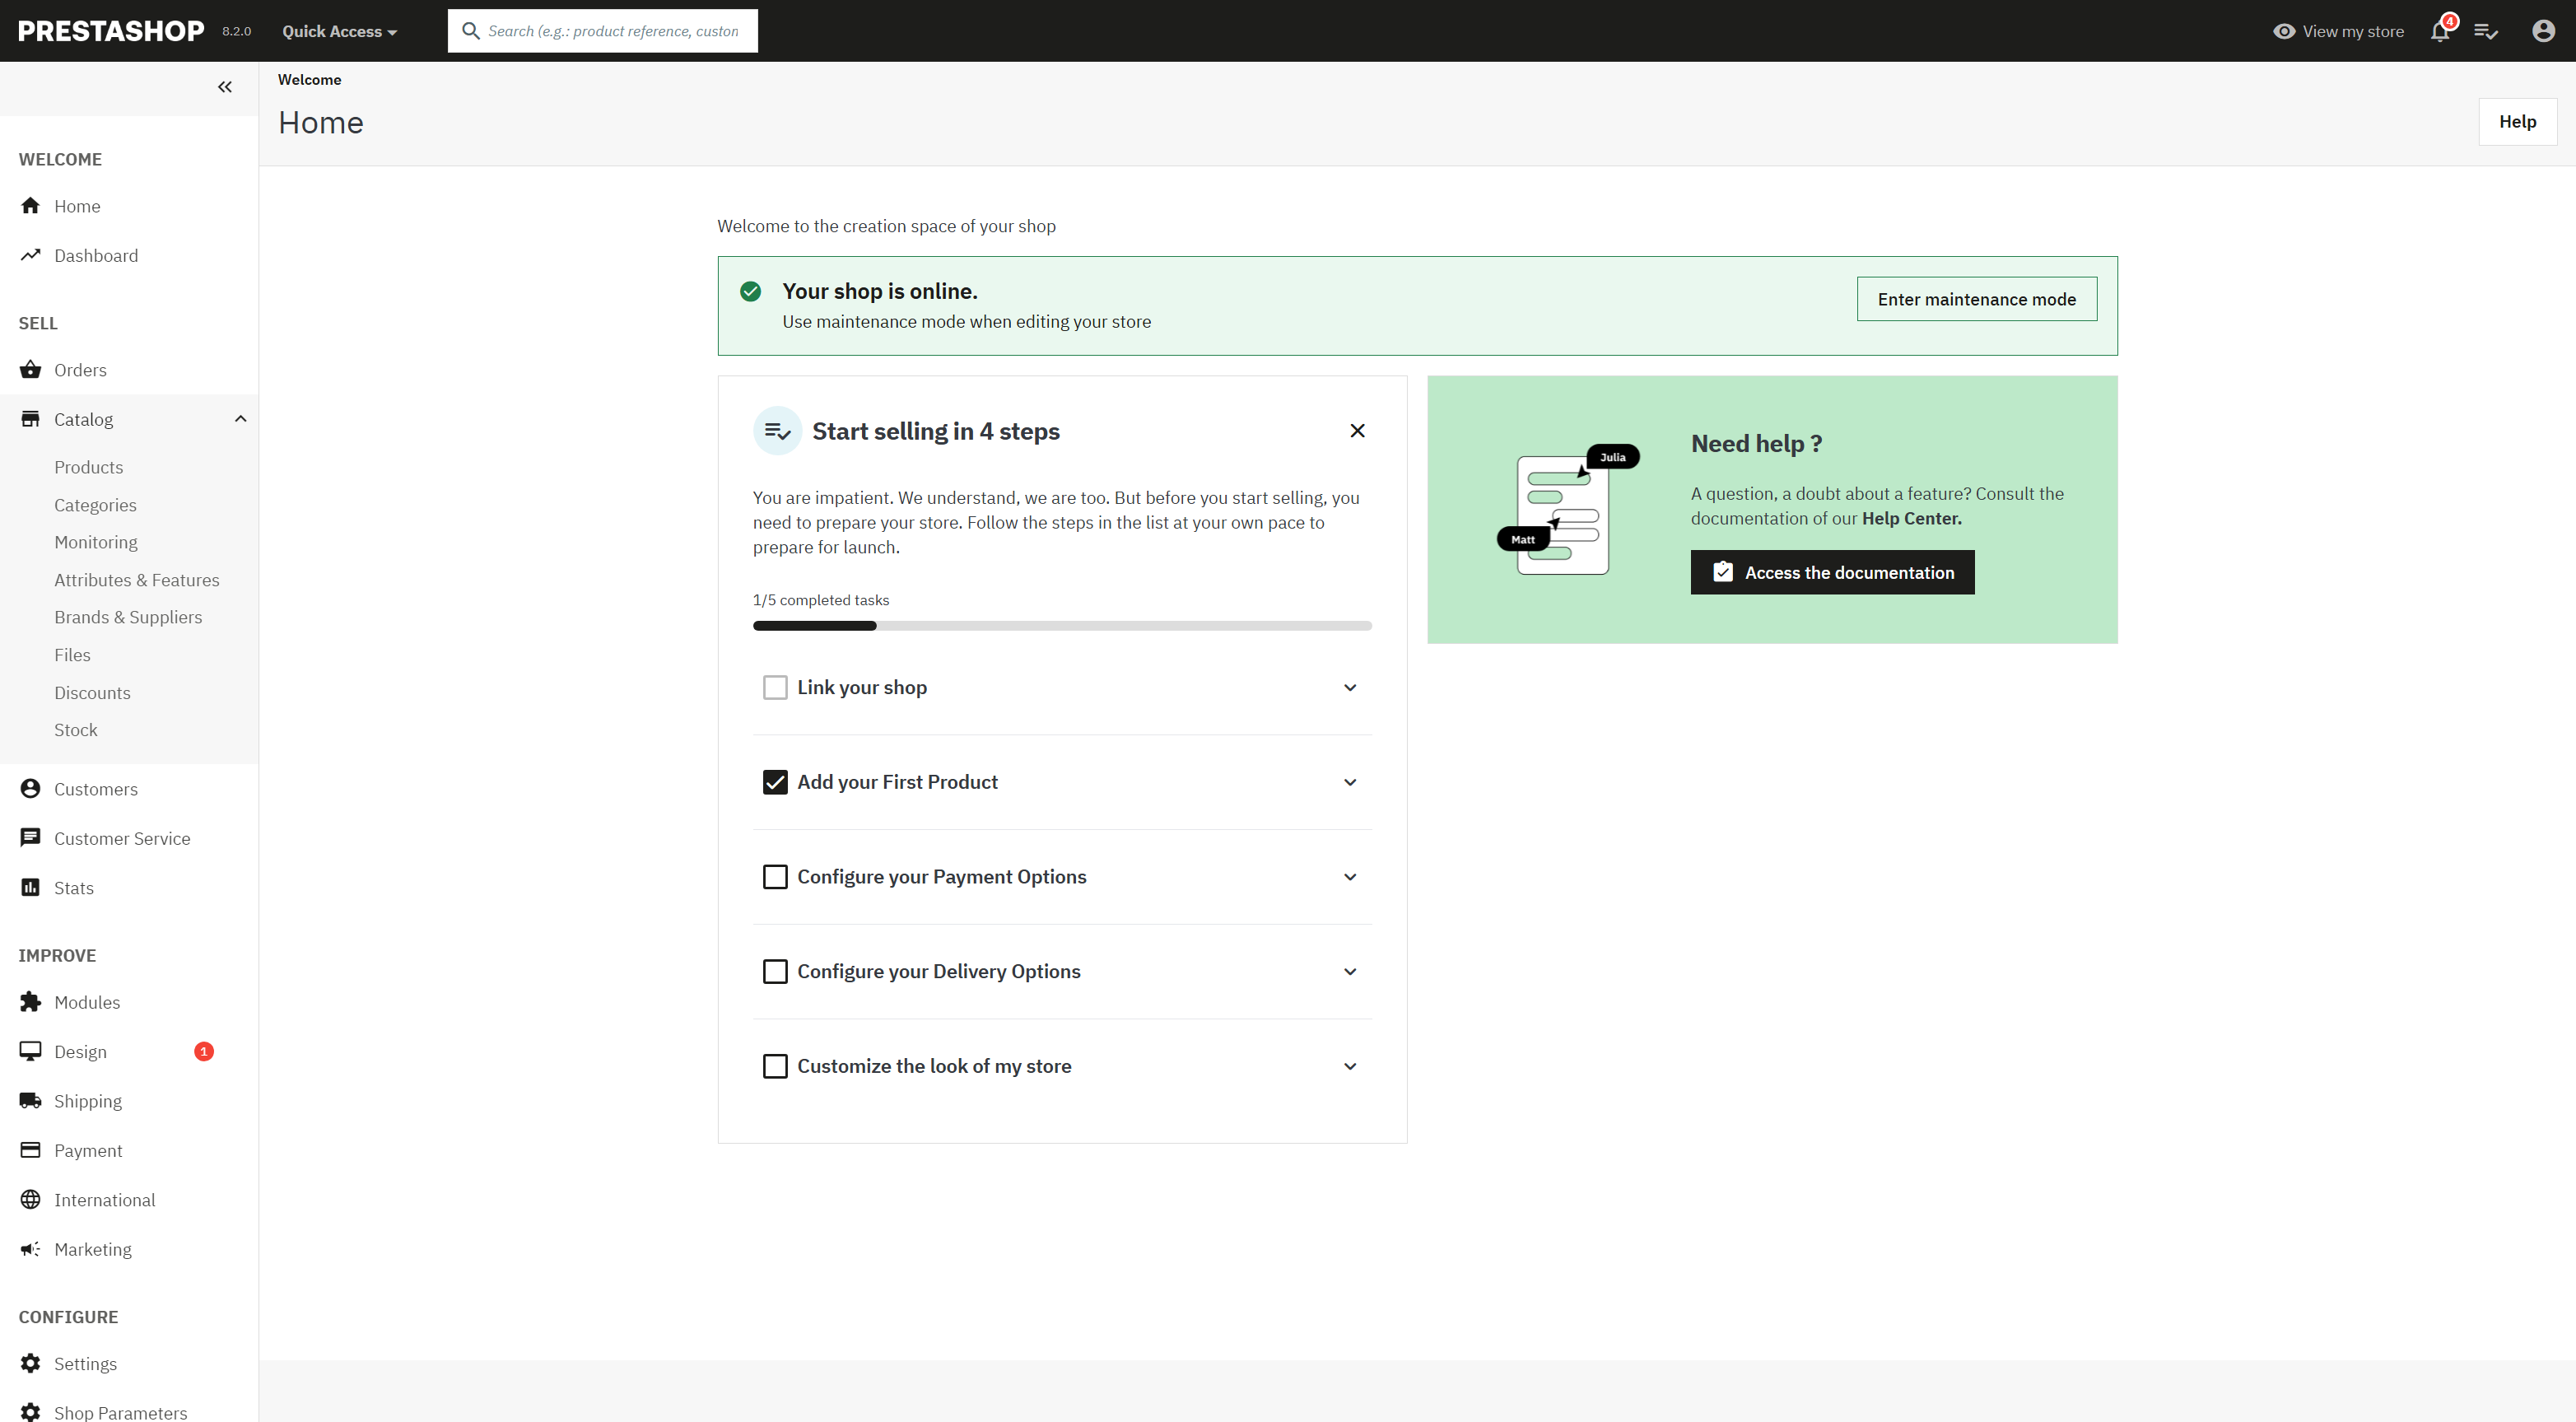 PRESTASHOP 8.2.0 Quick Access Search (e.g.: product reference, custon View my store 4
WELCOME
Home
Dashboard
SELL
Orders
Catalog
Products
Categories
Monitoring
Attributes & Features
Brands & Suppliers
Files
Discounts
Stock
Customers
Customer Service
Stats
IMPROVE
Modules
Design 1
Shipping
Payment
International
Marketing
CONFIGURE
Settings
Shop Parameters
Welcome
Home
Help
Welcome to the creation space of your shop
Your shop is online.
Use maintenance mode when editing your store
Enter maintenance mode
Start selling in 4 steps
You are impatient. We understand, we are too. But before you start selling, you
need to prepare your store. Follow the steps in the list at your own pace to
prepare for launch.
1/5 completed tasks
Link your shop
Add your First Product
Configure your Payment Options
Configure your Delivery Options
Customize the look of my store
Julia
Matt
Need help ?
A question, a doubt about a feature? Consult the
documentation of our Help Center.
Access the documentation